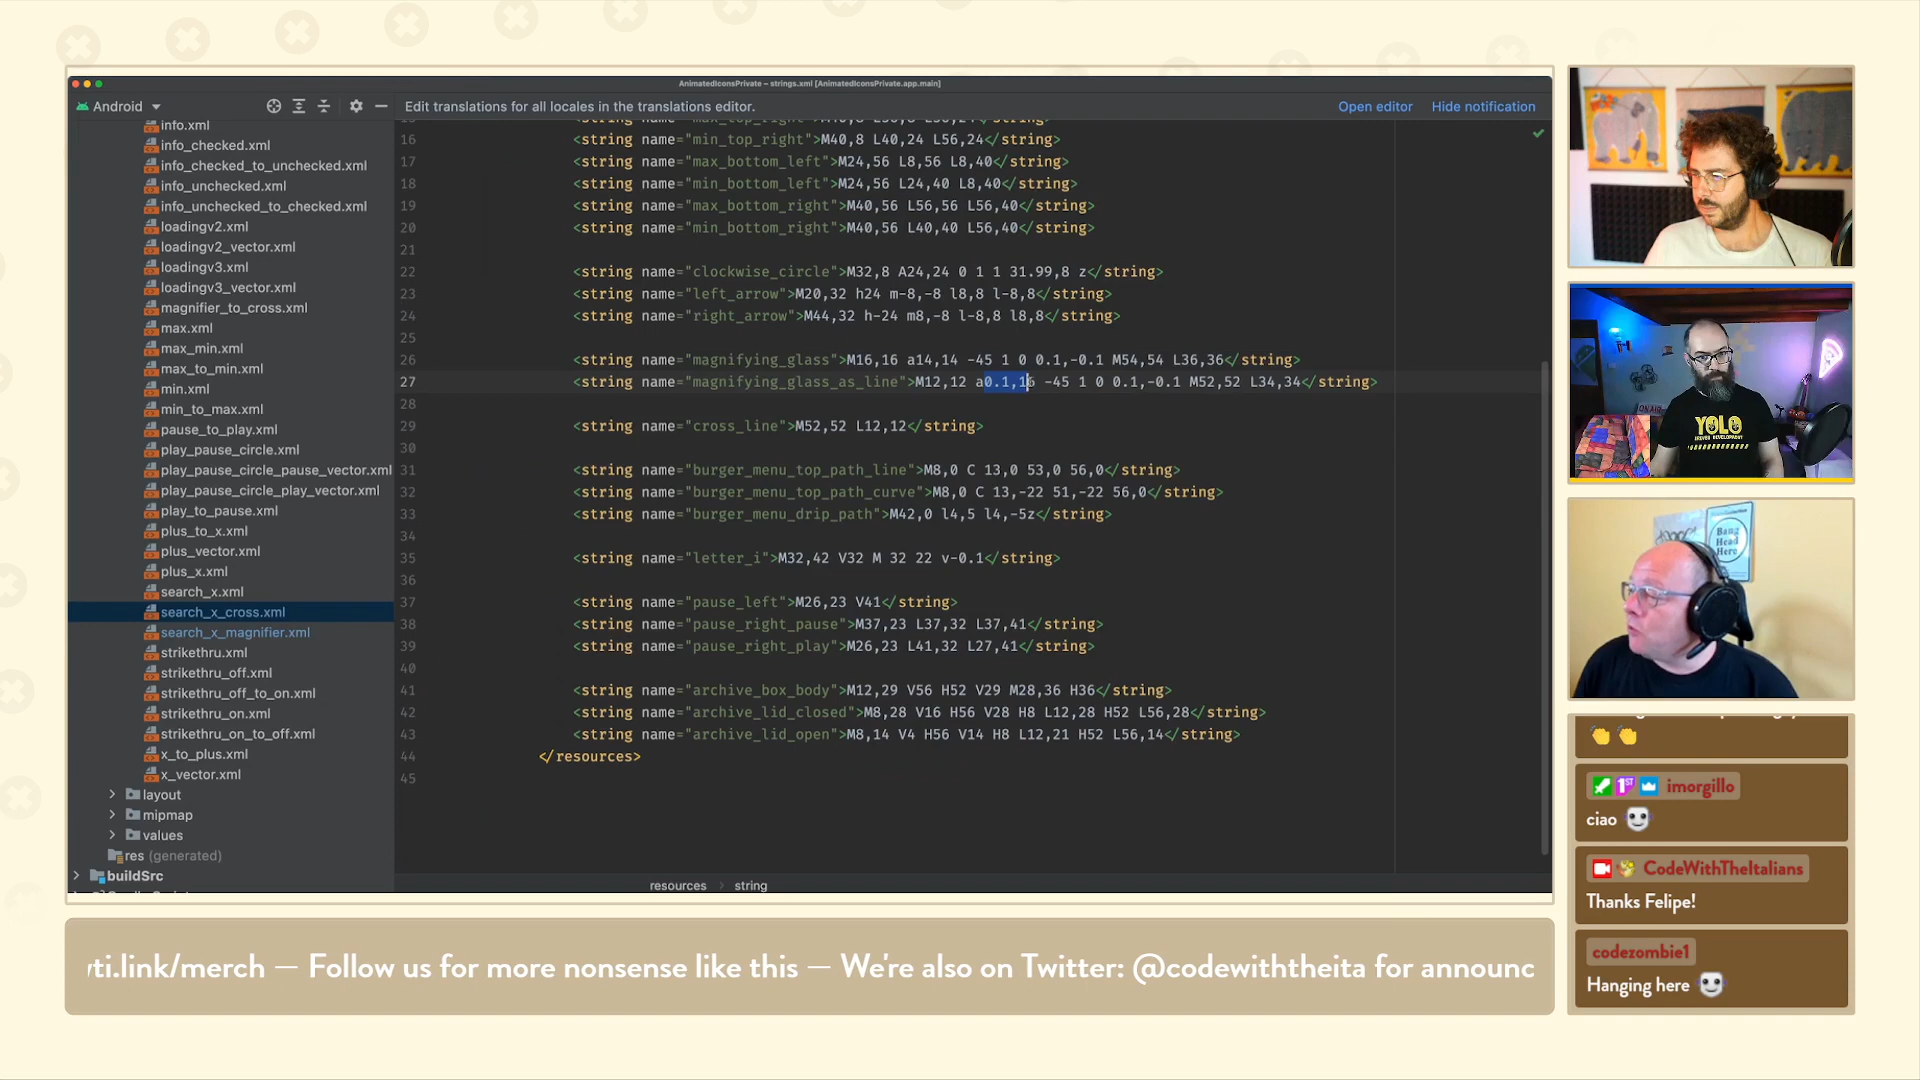 AnimatedIconsPrivate – strings.xml [AnimatedIconsPrivate.app.main]
Android
Edit translations for all locales in the translations editor.
Open editor
Hide notification
info.xml
info_checked.xml
info_checked_to_unchecked.xml
info_unchecked.xml
info_unchecked_to_checked.xml
loadingv2.xml
loadingv2_vector.xml
loadingv3.xml
loadingv3_vector.xml
magnifier_to_cross.xml
max.xml
max_min.xml
max_to_min.xml
min.xml
min_to_max.xml
pause_to_play.xml
play_pause_circle.xml
play_pause_circle_pause_vector.xml
play_pause_circle_play_vector.xml
play_to_pause.xml
plus_to_x.xml
plus_vector.xml
plus_x.xml
search_x.xml
search_x_cross.xml
search_x_magnifier.xml
strikethru.xml
strikethru_off.xml
strikethru_off_to_on.xml
strikethru_on.xml
strikethru_on_to_off.xml
x_to_plus.xml
x_vector.xml
layout
mipmap
values
res (generated)
buildSrc
16 <string name="min_top_right">M40,8 L40,24 L56,24</string>
17 <string name="max_bottom_left">M24,56 L8,56 L8,40</string>
18 <string name="min_bottom_left">M24,56 L24,40 L8,40</string>
19 <string name="max_bottom_right">M40,56 L56,56 L56,40</string>
20 <string name="min_bottom_right">M40,56 L40,40 L56,40</string>
21
22 <string name="clockwise_circle">M32,8 A24,24 0 1 1 31.99,8 z</string>
23 <string name="left_arrow">M20,32 h24 m-8,-8 l8,8 l-8,8</string>
24 <string name="right_arrow">M44,32 h-24 m8,-8 l-8,8 l8,8</string>
25
26 <string name="magnifying_glass">M16,16 a14,14 -45 1 0 0.1,-0.1 M54,54 L36,36</string>
27 <string name="magnifying_glass_as_line">M12,12 a0.1,16 -45 1 0 0.1,-0.1 M52,52 L34,34</string>
28
29 <string name="cross_line">M52,52 L12,12</string>
30
31 <string name="burger_menu_top_path_line">M8,0 C 13,0 53,0 56,0</string>
32 <string name="burger_menu_top_path_curve">M8,0 C 13,-22 51,-22 56,0</string>
33 <string name="burger_menu_drip_path">M42,0 l4,5 l4,-5z</string>
34
35 <string name="letter_i">M32,42 V32 M 32 22 v-0.1</string>
36
37 <string name="pause_left">M26,23 V41</string>
38 <string name="pause_right_pause">M37,23 L37,32 L37,41</string>
39 <string name="pause_right_play">M26,23 L41,32 L27,41</string>
40
41 <string name="archive_box_body">M12,29 V56 H52 V29 M28,36 H36</string>
42 <string name="archive_lid_closed">M8,28 V16 H56 V28 H8 L12,28 H52 L56,28</string>
43 <string name="archive_lid_open">M8,14 V4 H56 V14 H8 L12,21 H52 L56,14</string>
44 </resources>
45
resources › string
YOLO
Bang
Head
Hero
imorgillo
ciao
CodeWithTheItalians
Thanks Felipe!
codezombie1
Hanging here
ti.link/merch — Follow us for more nonsense like this — We're also on Twitter: @codewiththeita for announc